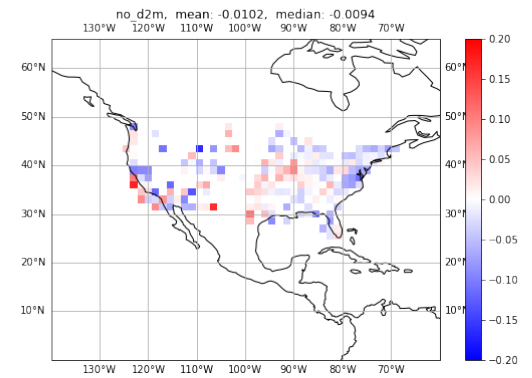 no_d2m,  mean: -0.0102,  median: -0.0094
130°W 120°W 110°W 100°W 90°W 80°W 70°W
60°N 60°N
50°N 50°N
40°N 40°N
30°N 30°N
20°N 20°N
10°N 10°N
130°W 120°W 110°W 100°W 90°W 80°W 70°W
0.20
0.15
0.10
0.05
0.00
−0.05
−0.10
−0.15
−0.20